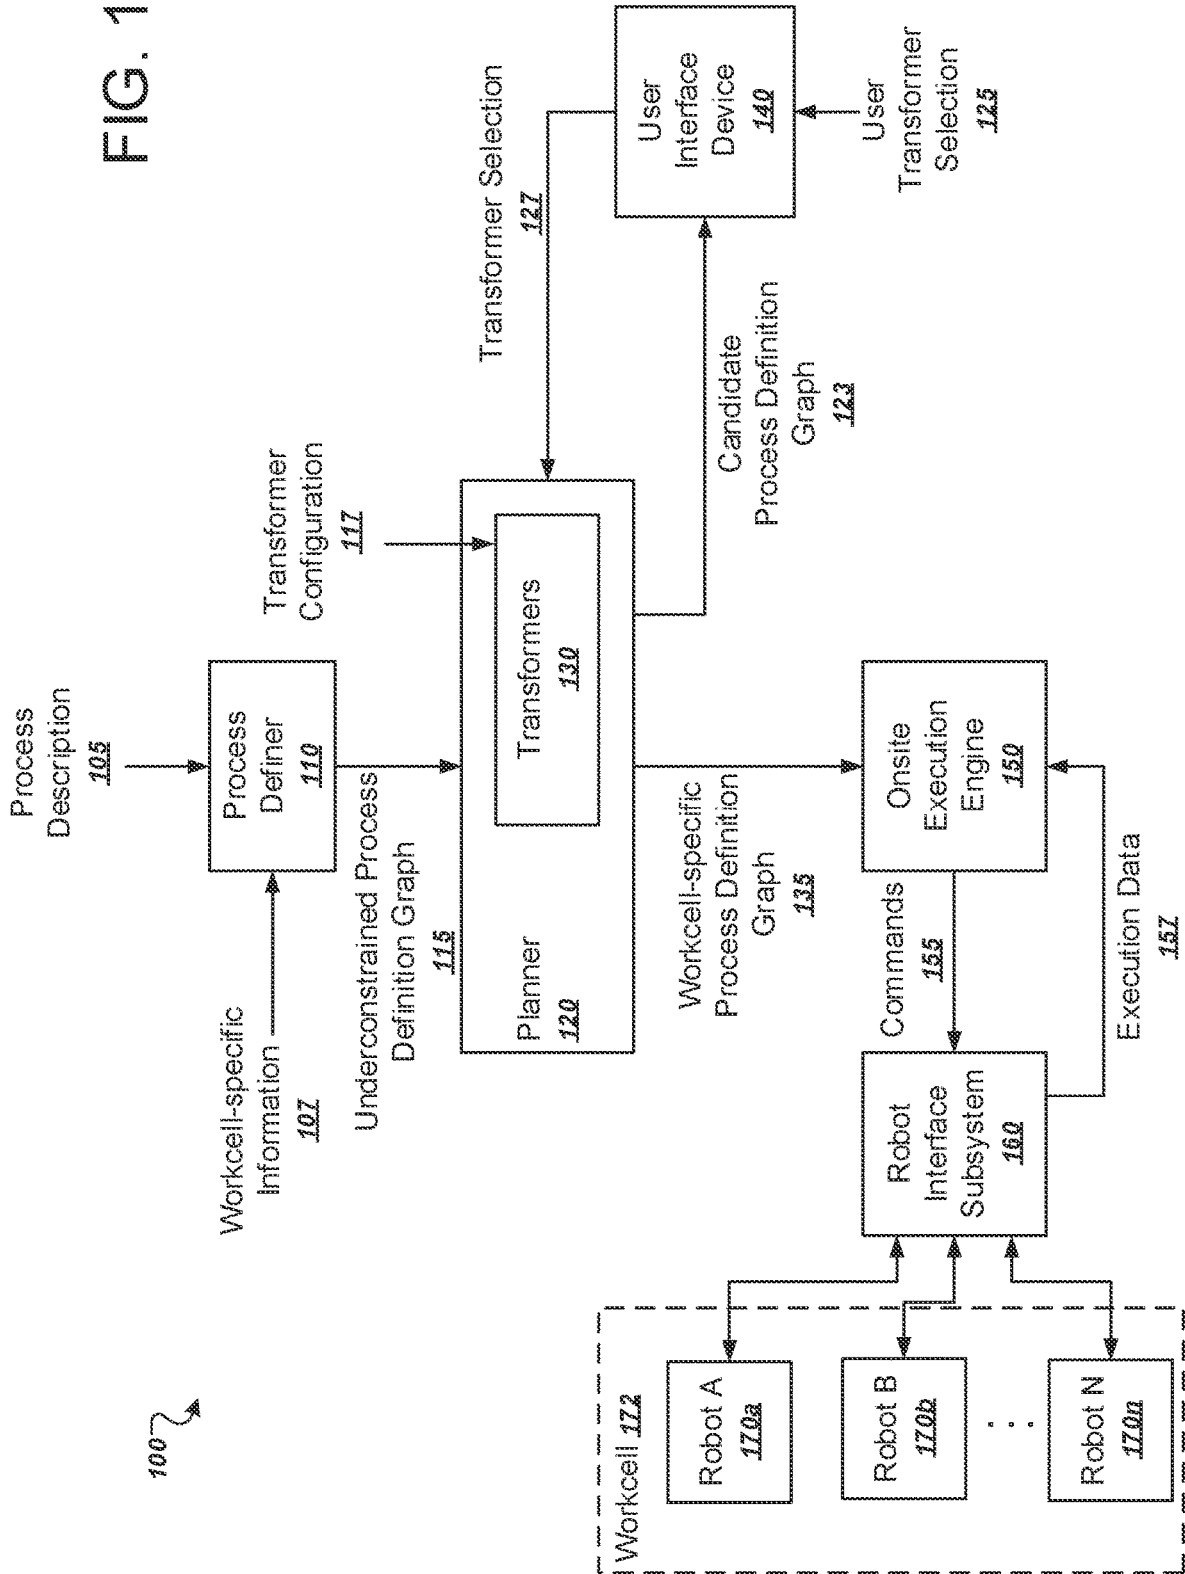 FIG. 1
100
Process
Description
105
Workcell-specific
Information
107
Process
Definer
110
Transformer
Configuration
117
Underconstrained Process
Definition Graph
115
Planner
120
Transformers
130
Transformer Selection
127
User
Interface
Device
140
User
Transformer
Selection
125
Candidate
Process Definition
Graph
123
Workcell-specific
Process Definition
Graph
135
Onsite
Execution
Engine
150
Commands
155
Execution Data
157
Robot
Interface
Subsystem
160
Workcell 172
Robot A
170a
Robot B
170b
. . .
Robot N
170n